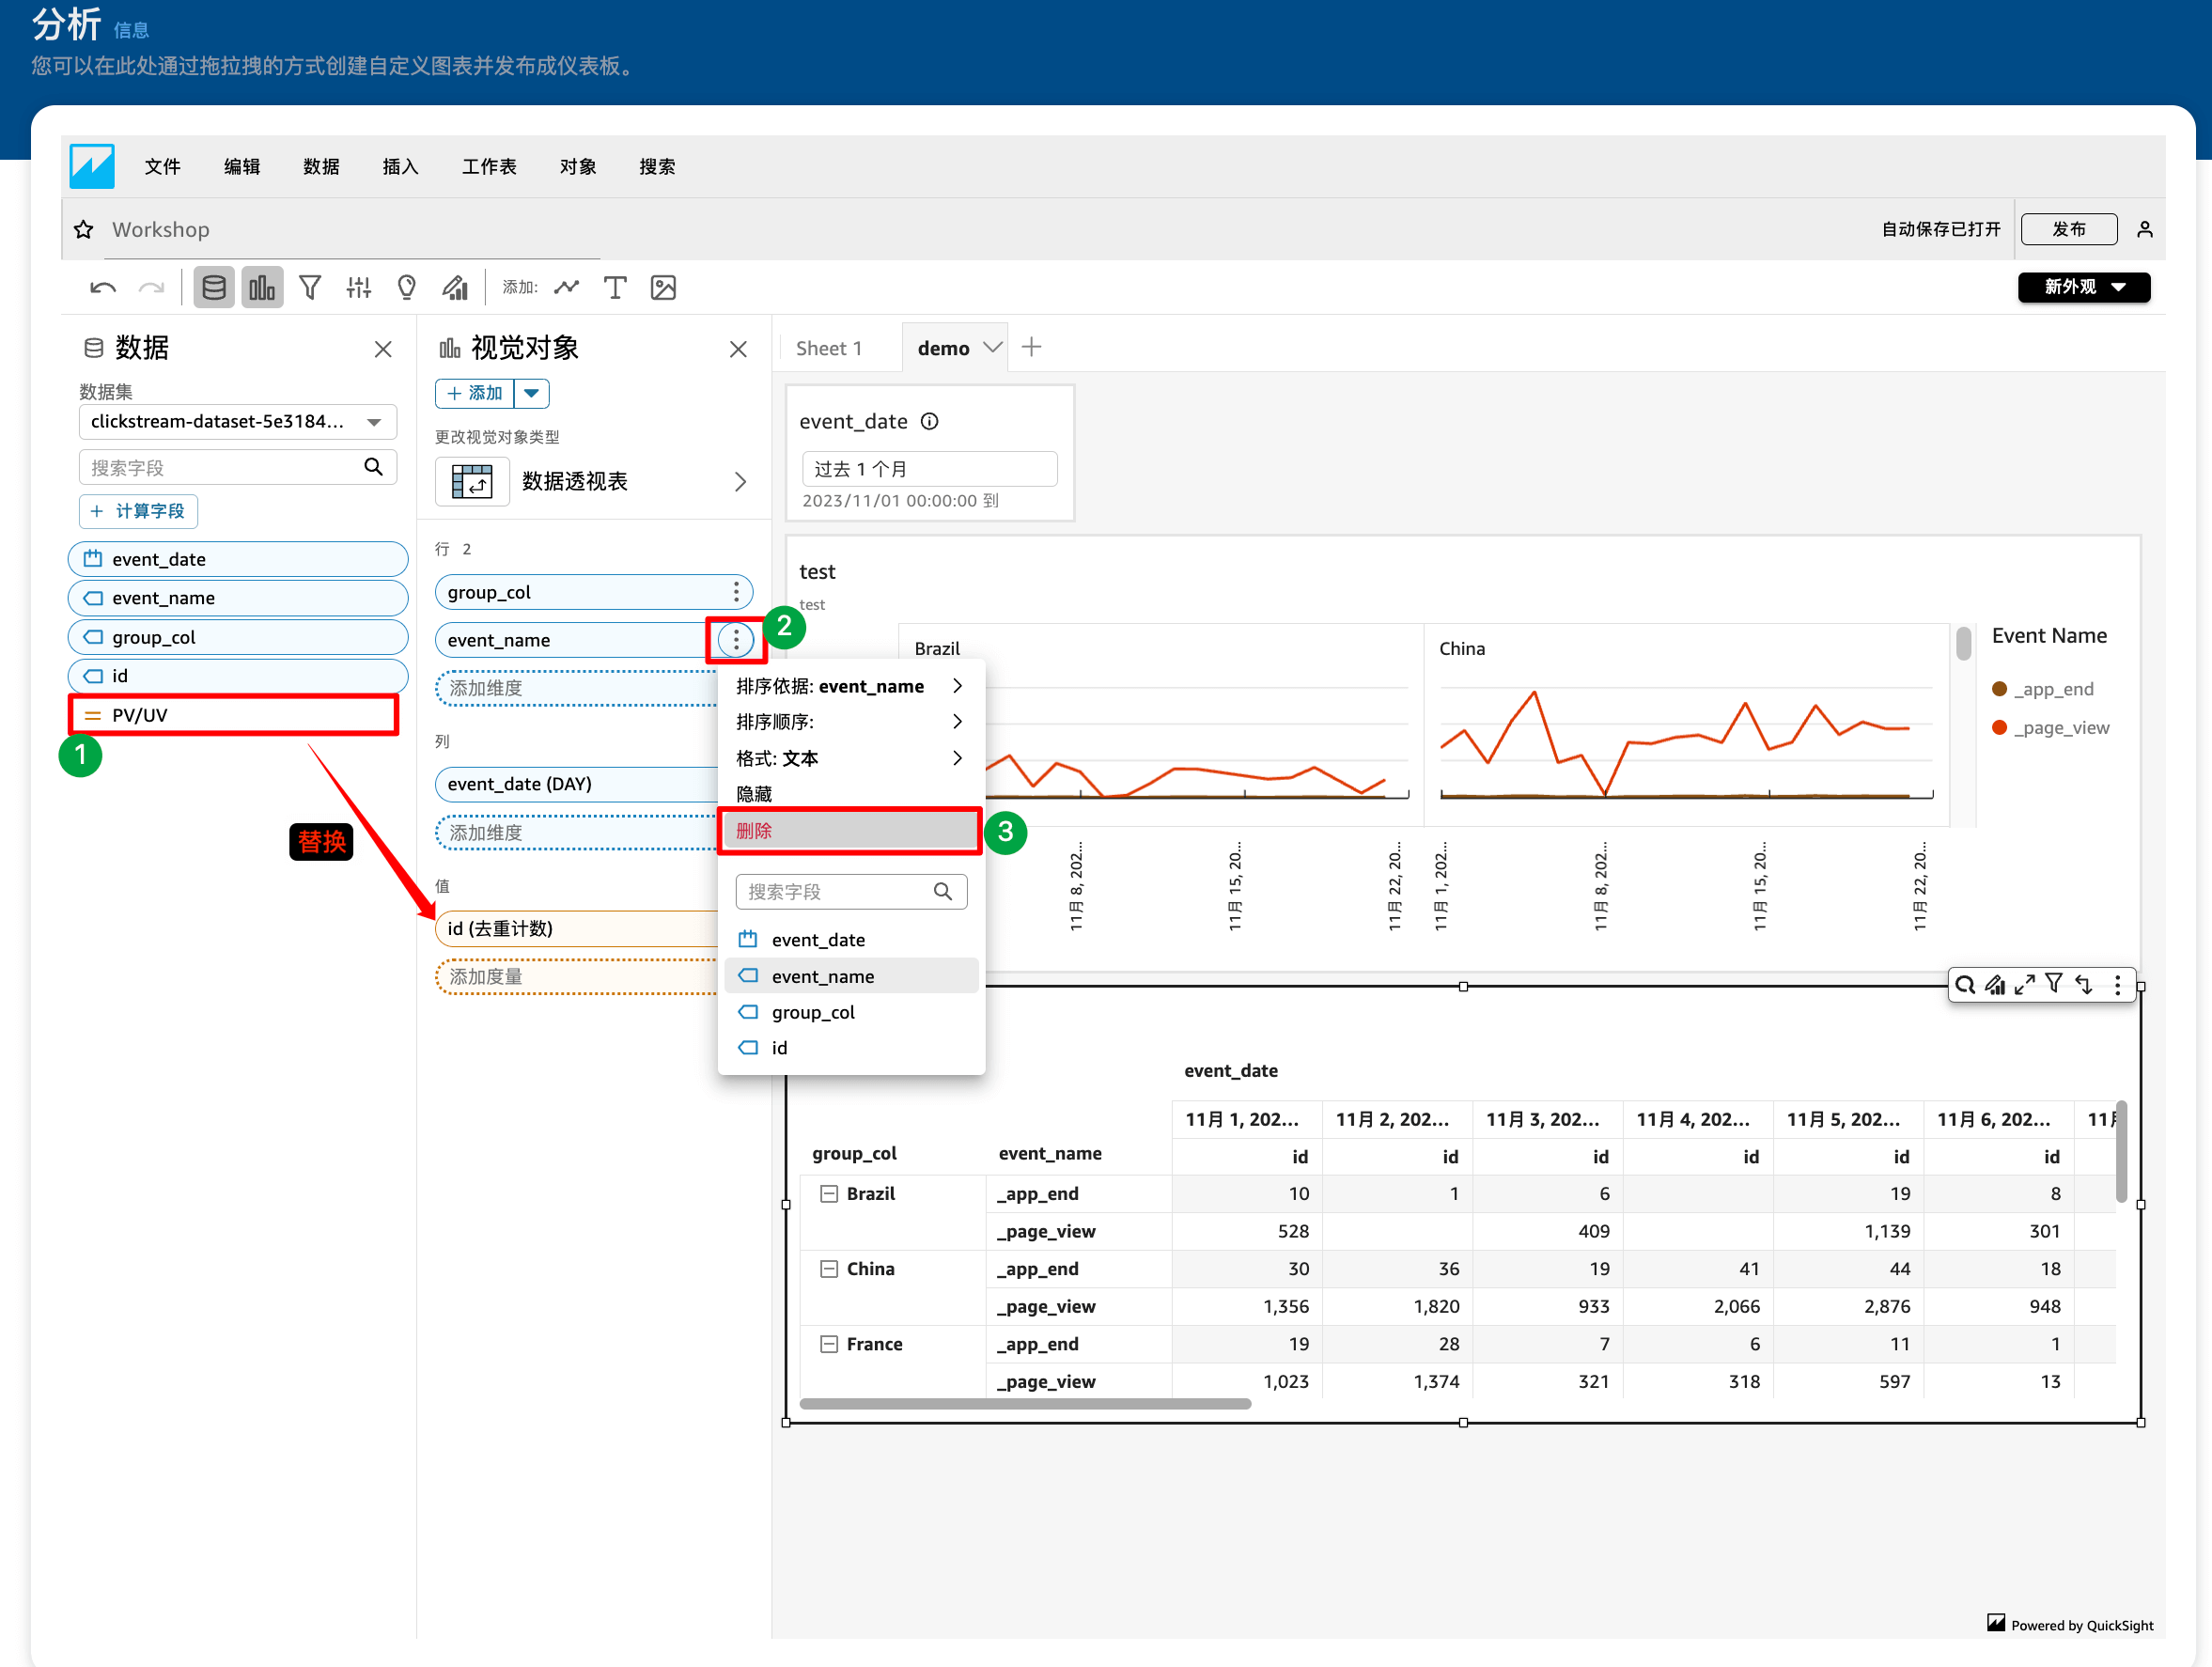 分析 信息
您可以在此处通过拖拉拽的方式创建自定义图表并发布成仪表板。
文件 编辑 数据 插入 工作表 对象 搜索
Workshop
自动保存已打开
发布
添加:
新外观
数据
数据集
clickstream-dataset-5e3184...
搜索字段
+ 计算字段
event_date
event_name
group_col
id
PV/UV
1
替换
视觉对象
+ 添加
更改视觉对象类型
数据透视表
行 2
group_col
event_name
2
添加维度
列
event_date (DAY)
添加维度
值
id (去重计数)
添加度量
排序依据: event_name
排序顺序:
格式: 文本
隐藏
删除
3
搜索字段
event_date
event_name
group_col
id
Sheet 1
demo
event_date
过去 1 个月
2023/11/01 00:00:00 到
test
test
Brazil
China
Event Name
_app_end
_page_view
11月 8, 202...
11月 15, 20...
11月 22, 20...
11月 1, 202...
11月 8, 202...
11月 15, 20...
11月 22, 20...
event_date
11月 1, 202... 11月 2, 202... 11月 3, 202... 11月 4, 202... 11月 5, 202... 11月 6, 202... 11月
group_col event_name id id id id id id
Brazil _app_end 10 1 6 19 8
_page_view 528 409 1,139 301
China _app_end 30 36 19 41 44 18
_page_view 1,356 1,820 933 2,066 2,876 948
France _app_end 19 28 7 6 11 1
_page_view 1,023 1,374 321 318 597 13
Powered by QuickSight